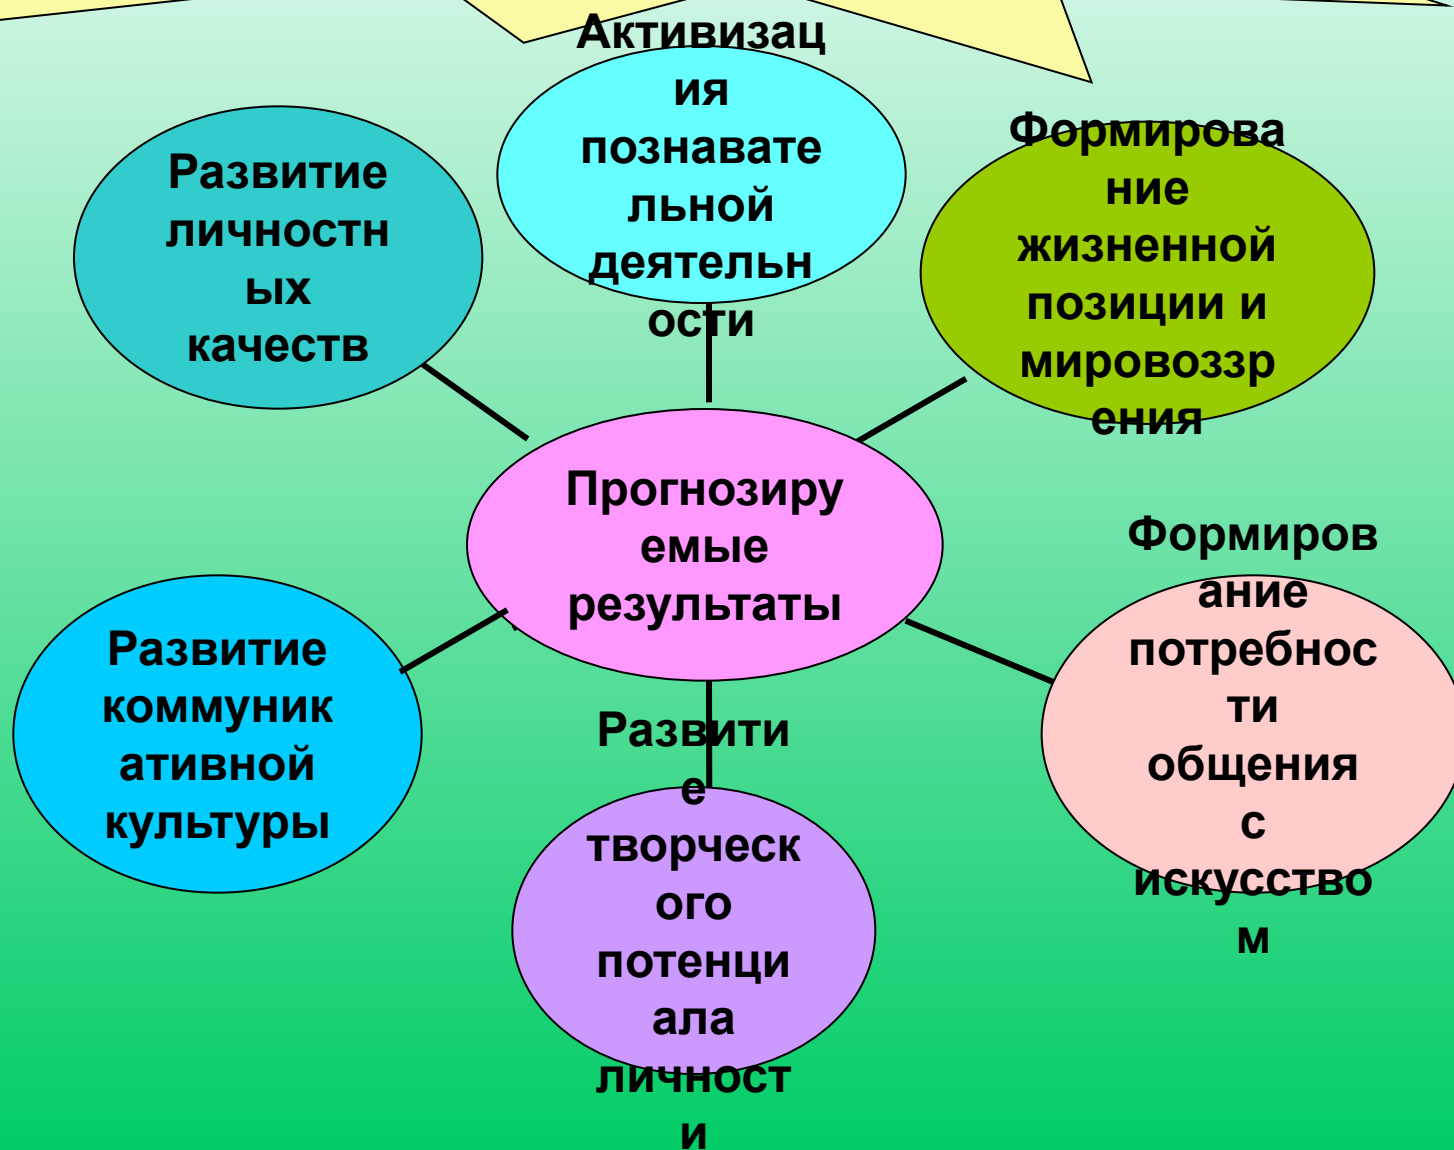 Активизац
ия
познавате
льной
деятельн
ости
Развитие
личностн
ых
качеств
Формирова
ние
жизненной
позиции и
мировоззр
ения
Прогнозиру
емые
результаты
Развитие
коммуник
ативной
культуры
Формиров
ание
потребнос
ти
общения
с
искусство
м
Развити
е
творческ
ого
потенци
ала
личност
и